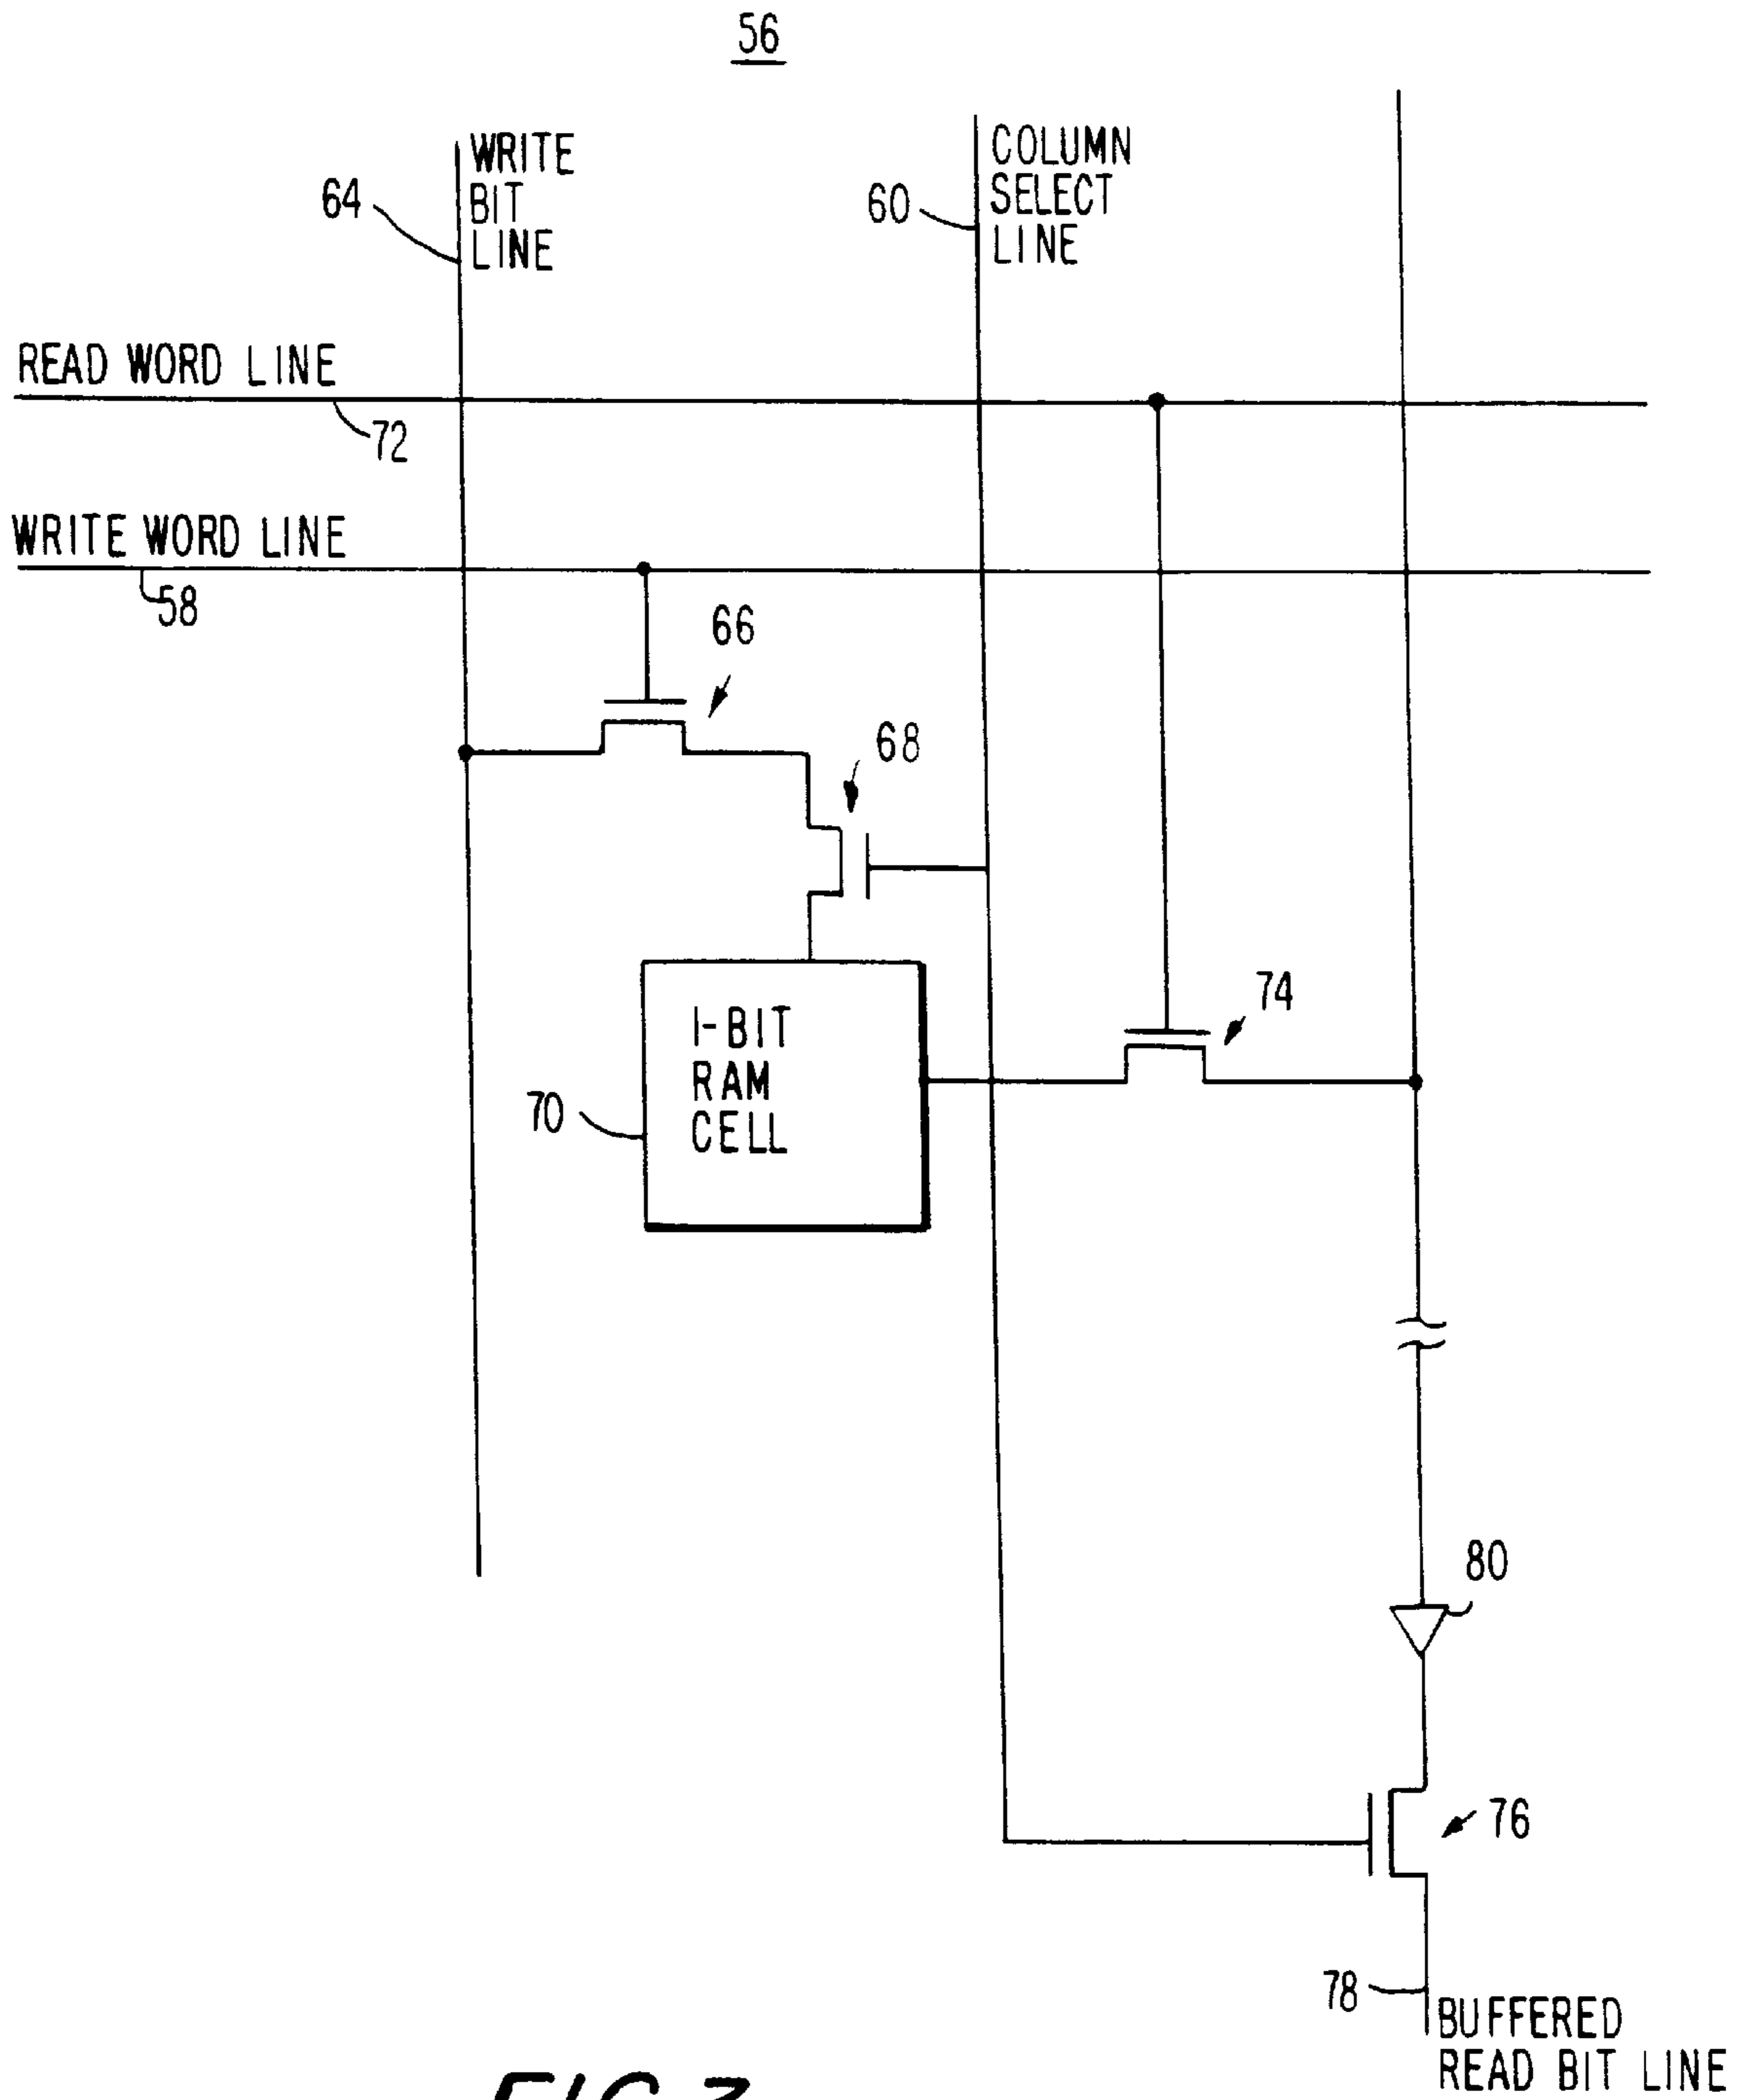 56
WRITE
BIT
LINE
64
COLUMN
SELECT
LINE
60
READ WORD LINE
72
WRITE WORD LINE
58
66
68
74
1-BIT
RAM
CELL
70
80
76
78
BUFFERED
READ BIT LINE